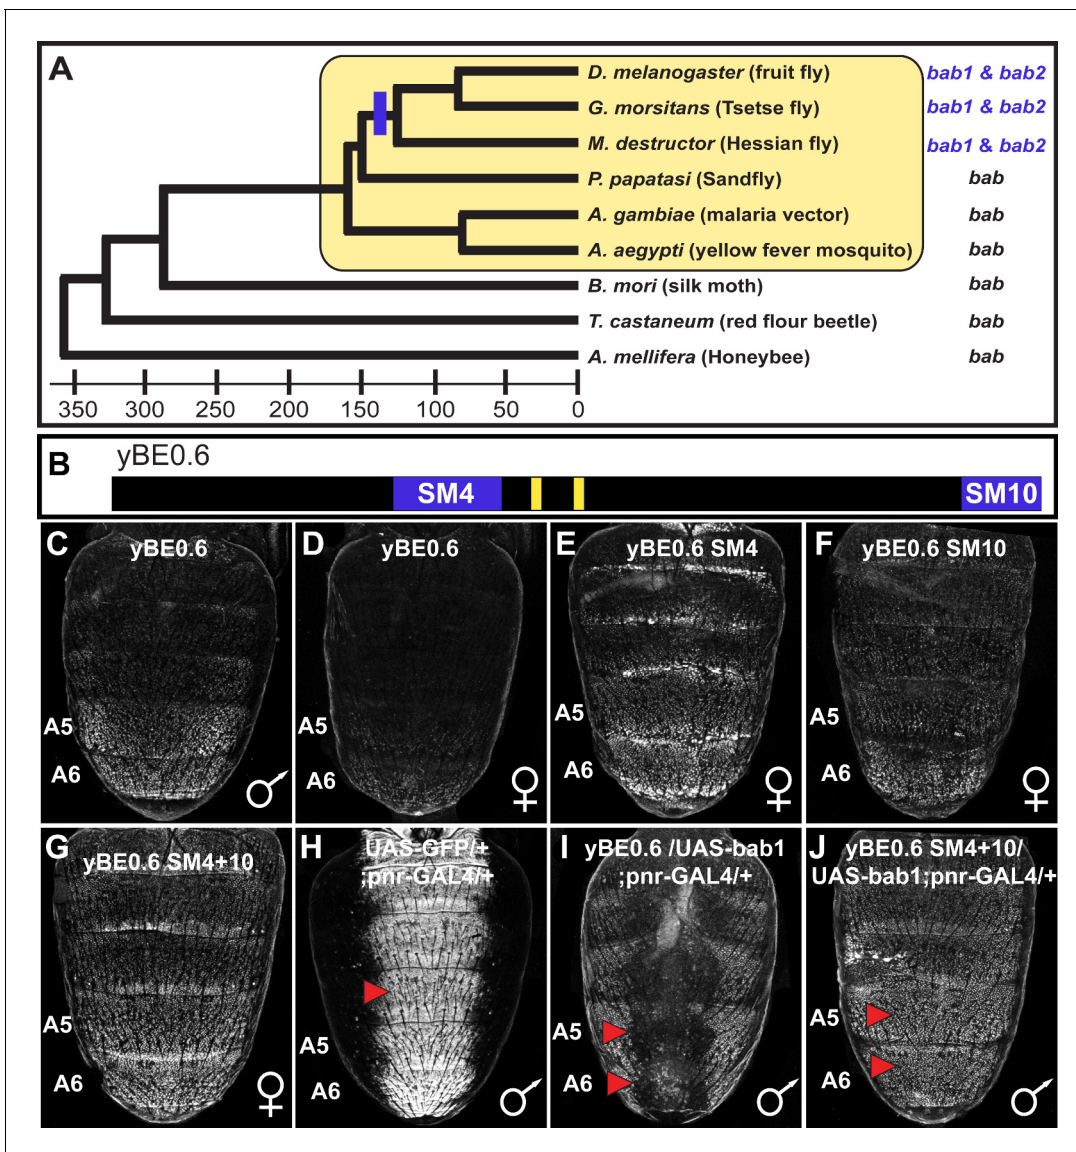 A
D. melanogaster (fruit fly) bab1 & bab2
G. morsitans (Tsetse fly) bab1 & bab2
M. destructor (Hessian fly) bab1 & bab2
P. papatasi (Sandfly) bab
A. gambiae (malaria vector) bab
A. aegypti (yellow fever mosquito) bab
B. mori (silk moth) bab
T. castaneum (red flour beetle) bab
A. mellifera (Honeybee) bab
350 300 250 200 150 100 50 0
B yBE0.6
SM4 SM10
C yBE0.6
A5
A6
♂
D yBE0.6
A6
♀
E yBE0.6 SM4
A5
A6
♀
F yBE0.6 SM10
A5
A6
♀
G yBE0.6 SM4+10
A5
A6
♀
H UAS-GFP/+
;pnr-GAL4/+
A5
A6
♂
I yBE0.6 /UAS-bab1
;pnr-GAL4/+
A5
A6
♂
J yBE0.6 SM4+10/
UAS-bab1;pnr-GAL4/+
A5
A6
♂